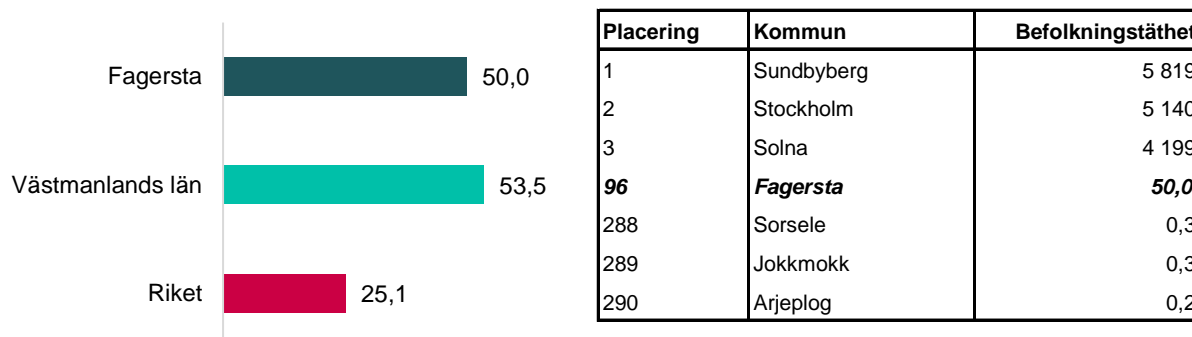 Fagersta 50,0
Västmanlands län 53,5
Riket 25,1
Placering Kommun Befolkningstäthet
1 Sundbyberg 5 819
2 Stockholm 5 140
3 Solna 4 199
96 Fagersta 50,0
288 Sorsele 0,3
289 Jokkmokk 0,3
290 Arjeplog 0,2